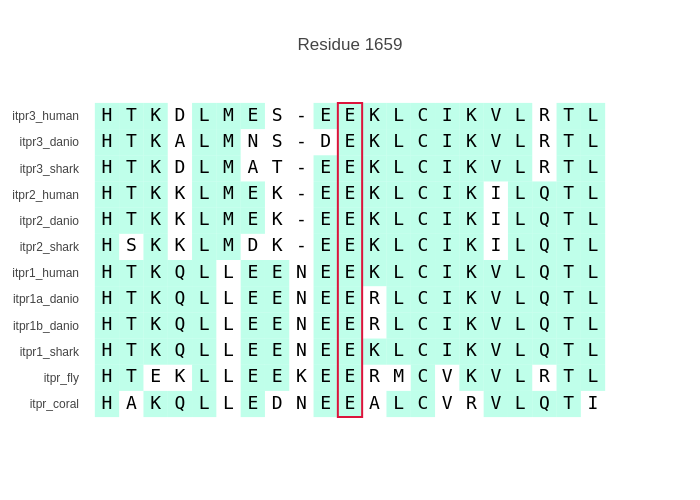 Residue 1659
itpr3_human H T K D L M E S - E E K L C I K V L R T L
itpr3_danio H T K A L M N S - D E K L C I K V L R T L
itpr3_shark H T K D L M A T - E E K L C I K V L R T L
itpr2_human H T K K L M E K - E E K L C I K I L Q T L
itpr2_danio H T K K L M E K - E E K L C I K I L Q T L
itpr2_shark H S K K L M D K - E E K L C I K I L Q T L
itpr1_human H T K Q L L E E N E E K L C I K V L Q T L
itpr1a_danio H T K Q L L E E N E E R L C I K V L Q T L
itpr1b_danio H T K Q L L E E N E E R L C I K V L Q T L
itpr1_shark H T K Q L L E E N E E K L C I K V L Q T L
itpr_fly H T E K L L E E K E E R M C V K V L R T L
itpr_coral H A K Q L L E D N E E A L C V R V L Q T I